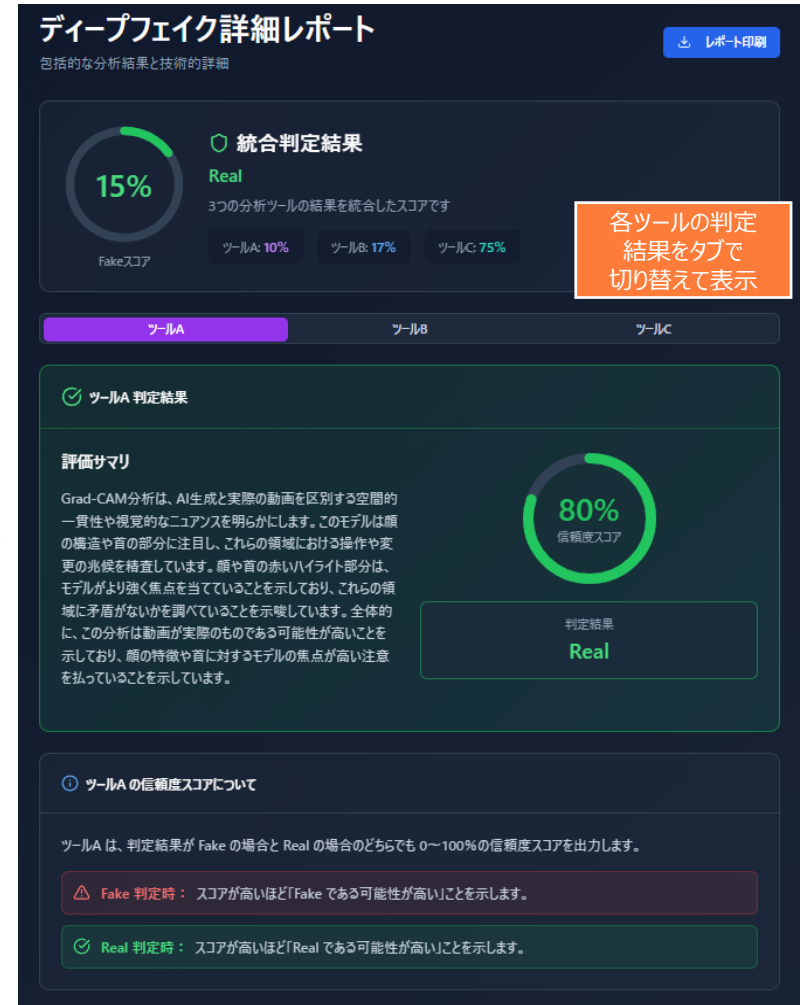 ディープフェイク詳細レポート
レポート印刷
包括的な分析結果と技術的詳細
15%
Fakeスコア
統合判定結果
Real
3つの分析ツールの結果を統合したスコアです
ツールA: 10%
ツールB: 17%
ツールC: 75%
各ツールの判定
結果をタブで
切り替えて表示
ツールA
ツールB
ツールC
ツールA 判定結果
評価サマリ
Grad-CAM分析は、AI生成と実際の動画を区別する空間的
一貫性や視覚的なニュアンスを明らかにします。このモデルは顔
の構造や首の部分に注目し、これらの領域における操作や変
更の兆候を精査しています。顔や首の赤いハイライト部分は、
モデルがより強く焦点を当てていることを示しており、これらの領
域に矛盾がないかを調べていることを示唆しています。全体的
に、この分析は動画が実際のものである可能性が高いことを
示しており、顔の特徴や首に対するモデルの焦点が高い注意
を払っていることを示しています。
80%
信頼度スコア
判定結果
Real
ツールA の信頼度スコアについて
ツールA は、判定結果が Fake の場合と Real の場合のどちらでも 0～100%の信頼度スコアを出力します。
Fake 判定時： スコアが高いほど「Fake である可能性が高い」ことを示します。
Real 判定時： スコアが高いほど「Real である可能性が高い」ことを示します。